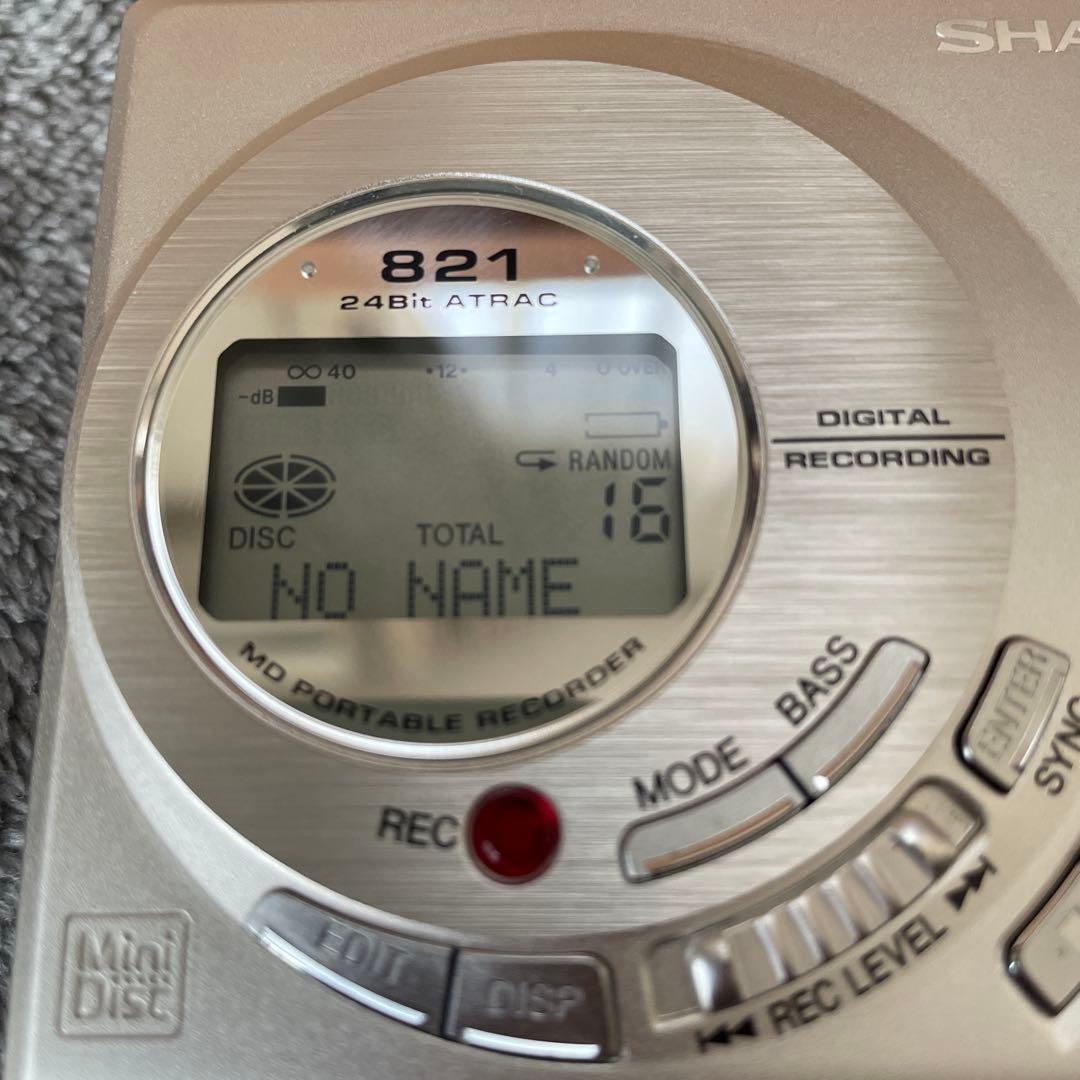 SHA
821
24Bit ATRAC
∞ 40 •12• 4 0 OVER
-dB
RANDOM
16
DISC TOTAL
NO NAME
MD PORTABLE RECORDER
DIGITAL
RECORDING
BASS
MODE
ENTER
SYNC
REC
REC LEVEL
EDIT
DISP
Mini
Disc